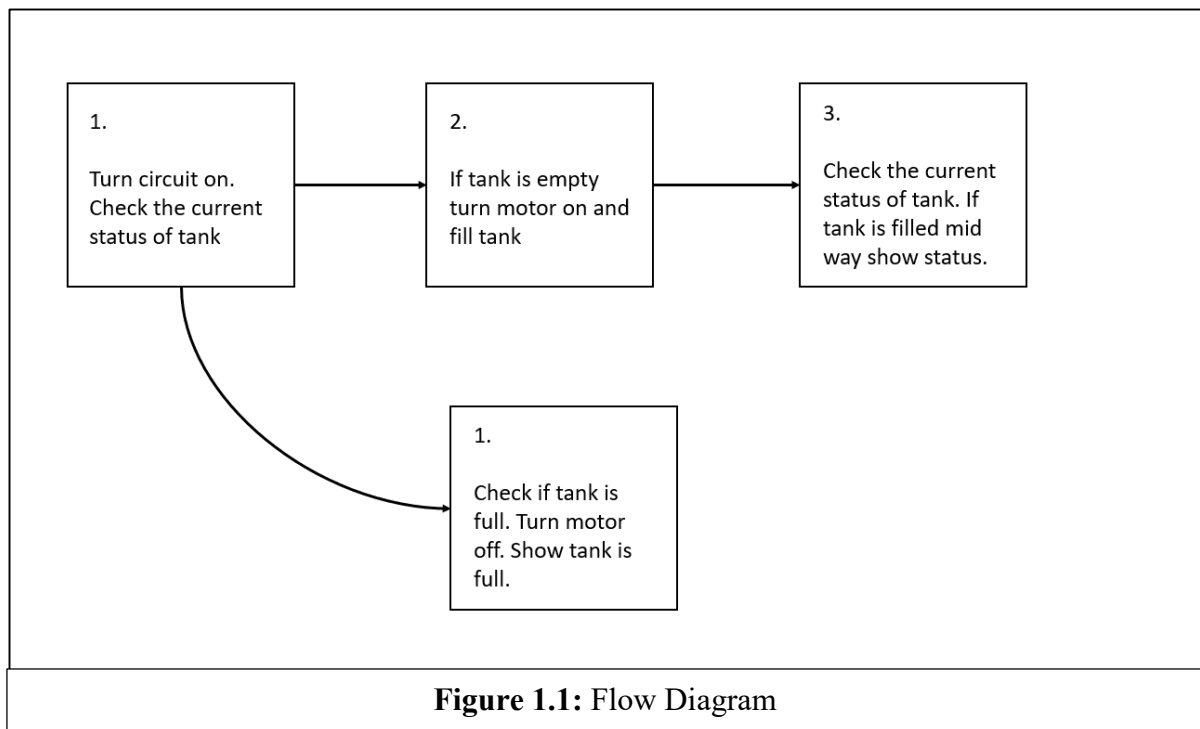 1.
Turn circuit on.
Check the current
status of tank
2.
If tank is empty
turn motor on and
fill tank
3.
Check the current
status of tank. If
tank is filled mid
way show status.
1.
Check if tank is
full. Turn motor
off. Show tank is
full.
Figure 1.1: Flow Diagram